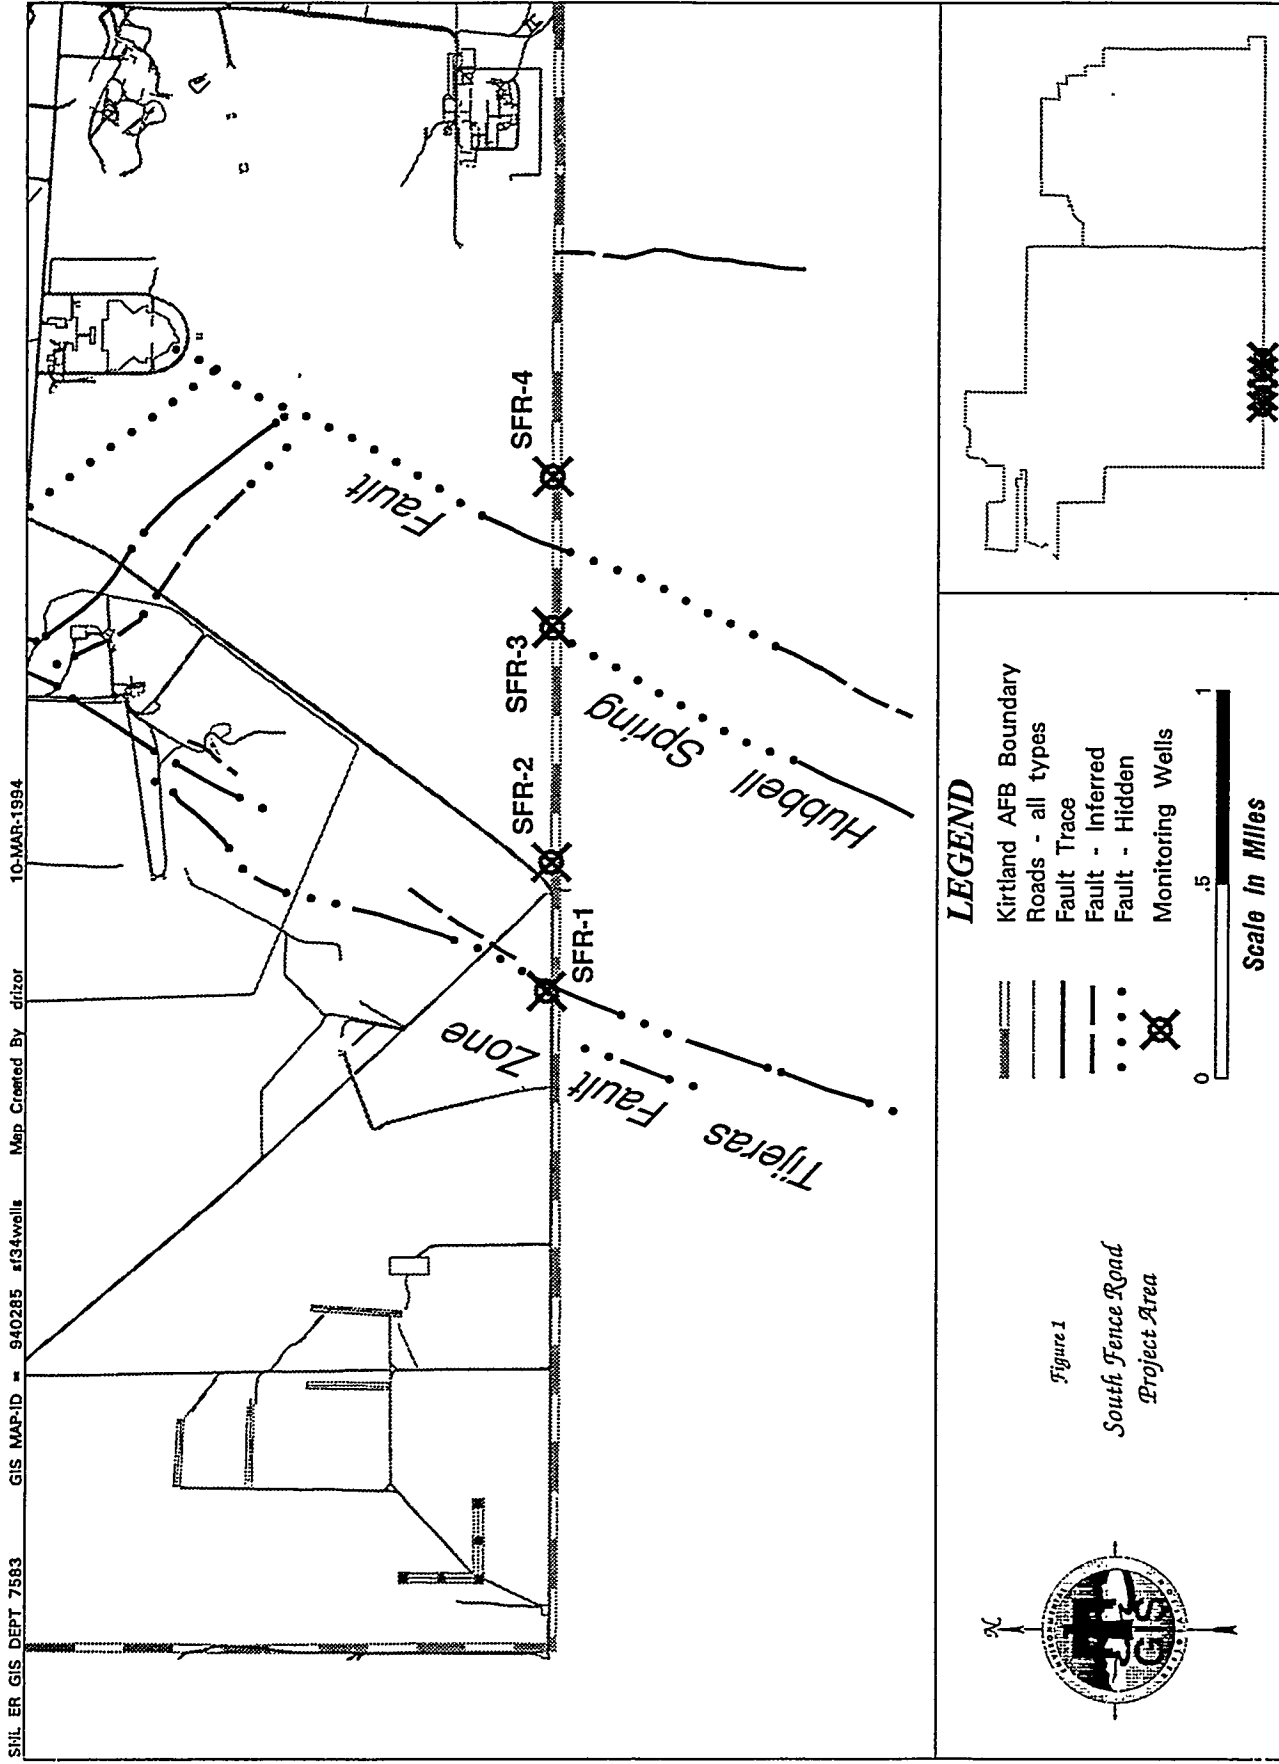 SNL ER GIS DEPT 7583 GIS MAP-ID = 940285 sf34wells Map Created By drizor 10-MAR-1994
SFR-1
SFR-2
SFR-3
SFR-4
Tijeras
Fault
Zone
Hubbell
Spring
Fault
N
GIS
Figure 1
South Fence Road
Project Area
LEGEND
Kirtland AFB Boundary
Roads - all types
Fault Trace
Fault - Inferred
Fault - Hidden
Monitoring Wells
0 .5 1
Scale In Miles